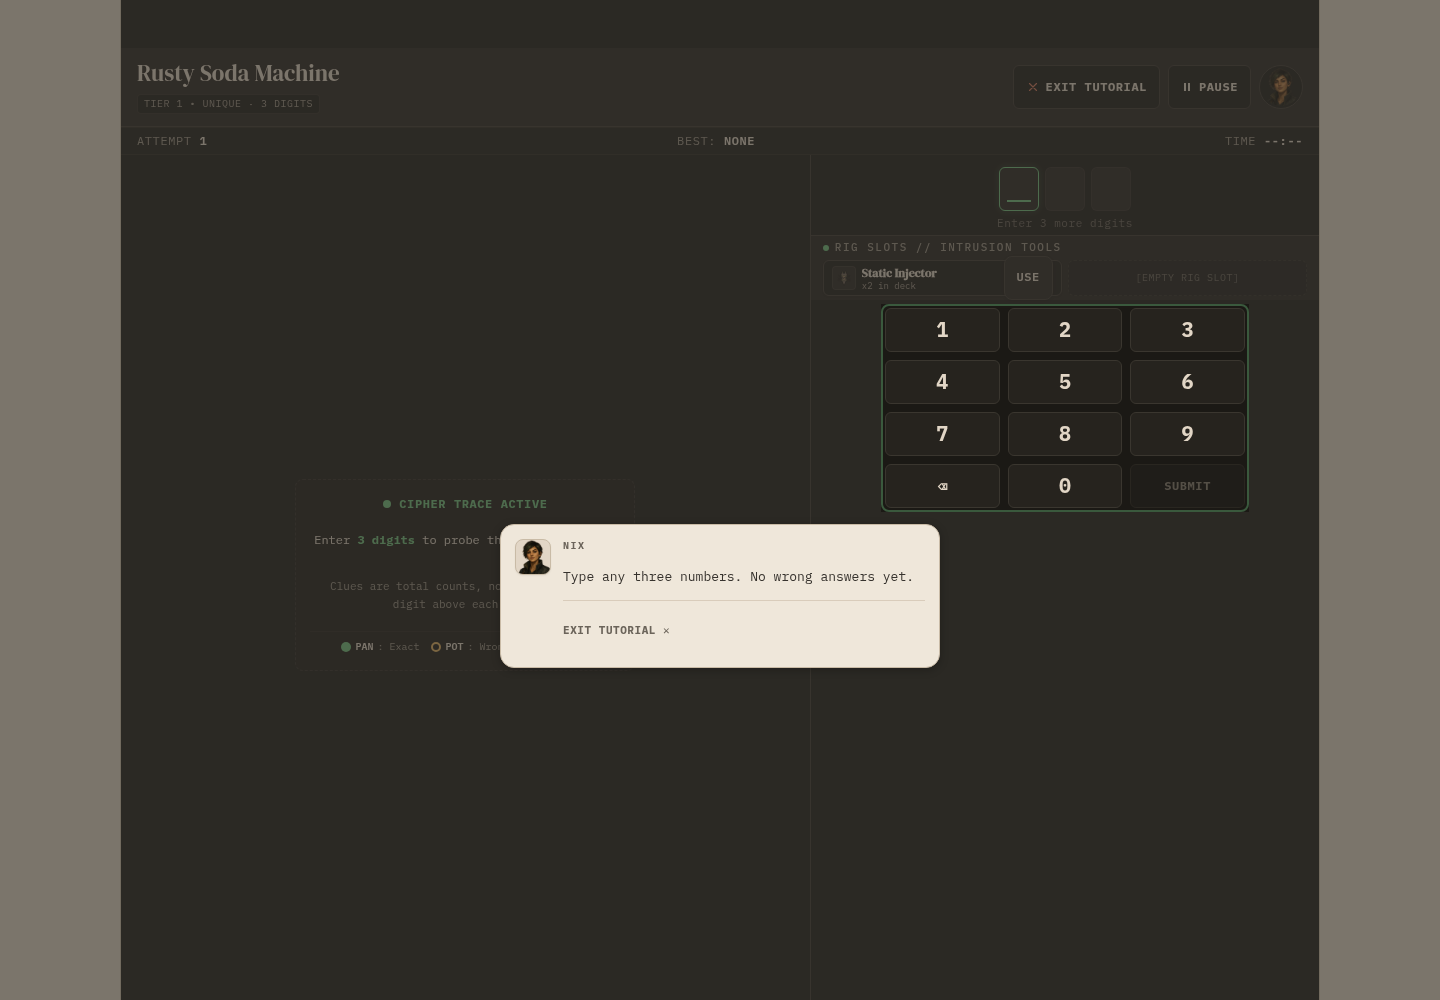 Rusty Soda Machine
TIER 1 • UNIQUE · 3 DIGITS
EXIT TUTORIAL
PAUSE
ATTEMPT 1
BEST: NONE
TIME --:--
Enter 3 more digits
RIG SLOTS // INTRUSION TOOLS
Static Injector
x2 in deck
USE
[EMPTY RIG SLOT]
1 2 3
4 5 6
7 8 9
0 SUBMIT
CIPHER TRACE ACTIVE
Enter 3 digits to probe
Clues are total counts,
digit above each
PAN : Exact POT :
NIX
Type any three numbers. No wrong answers yet.
EXIT TUTORIAL ×